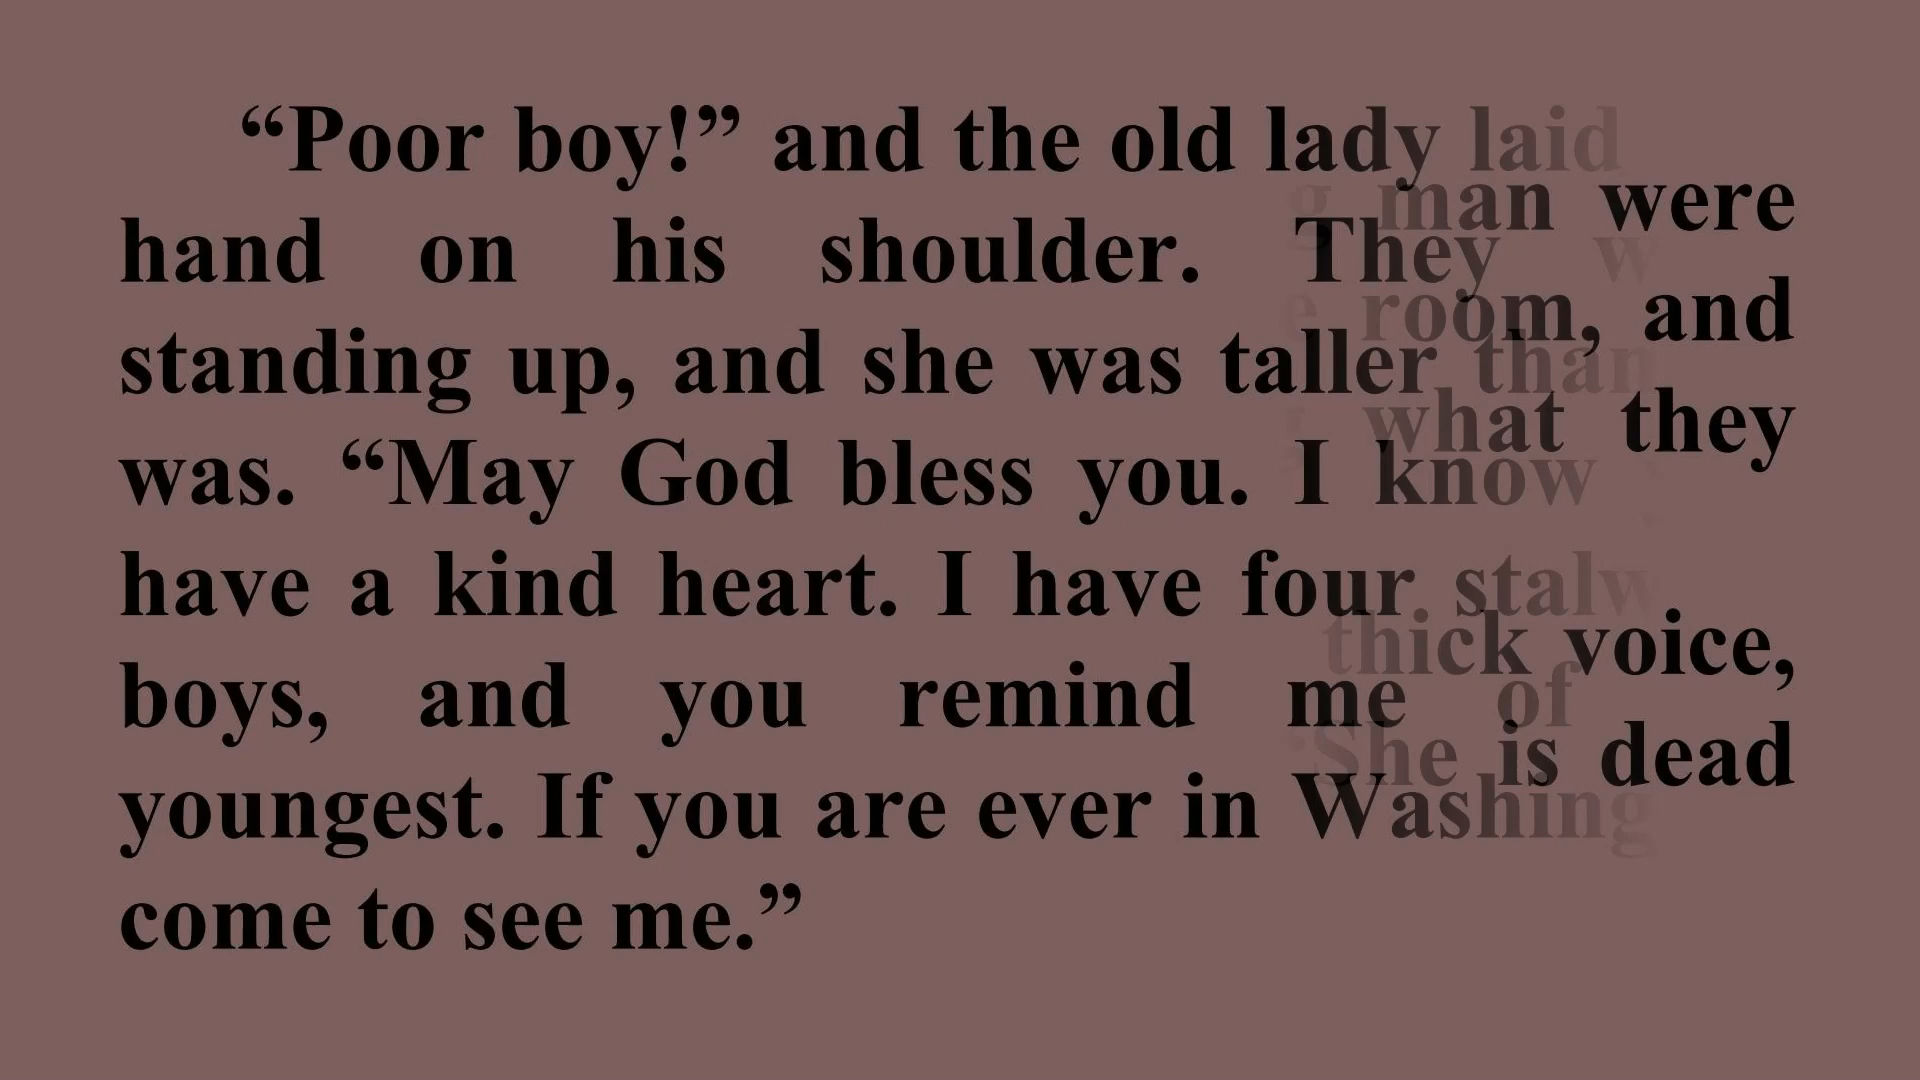 “Poor boy!” and the old lady laid
man were
hand on his shoulder. They
room, and
standing up, and she was taller than
what they
was. “May God bless you. I know
have a kind heart. I have four
thick voice,
boys, and you remind me of
“She is dead
youngest. If you are ever in
come to see me.”